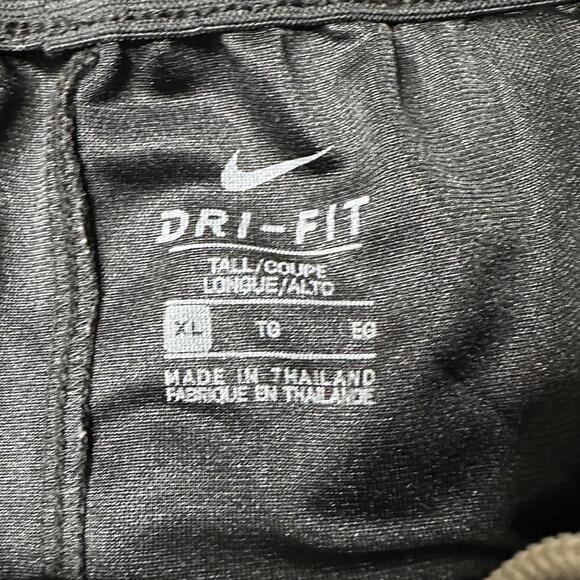 DRI-FIT
TALL/COUPE
LONGUE/ALTO
XL TG EG
MADE IN THAILAND
FABRIQUE EN THAILANDE